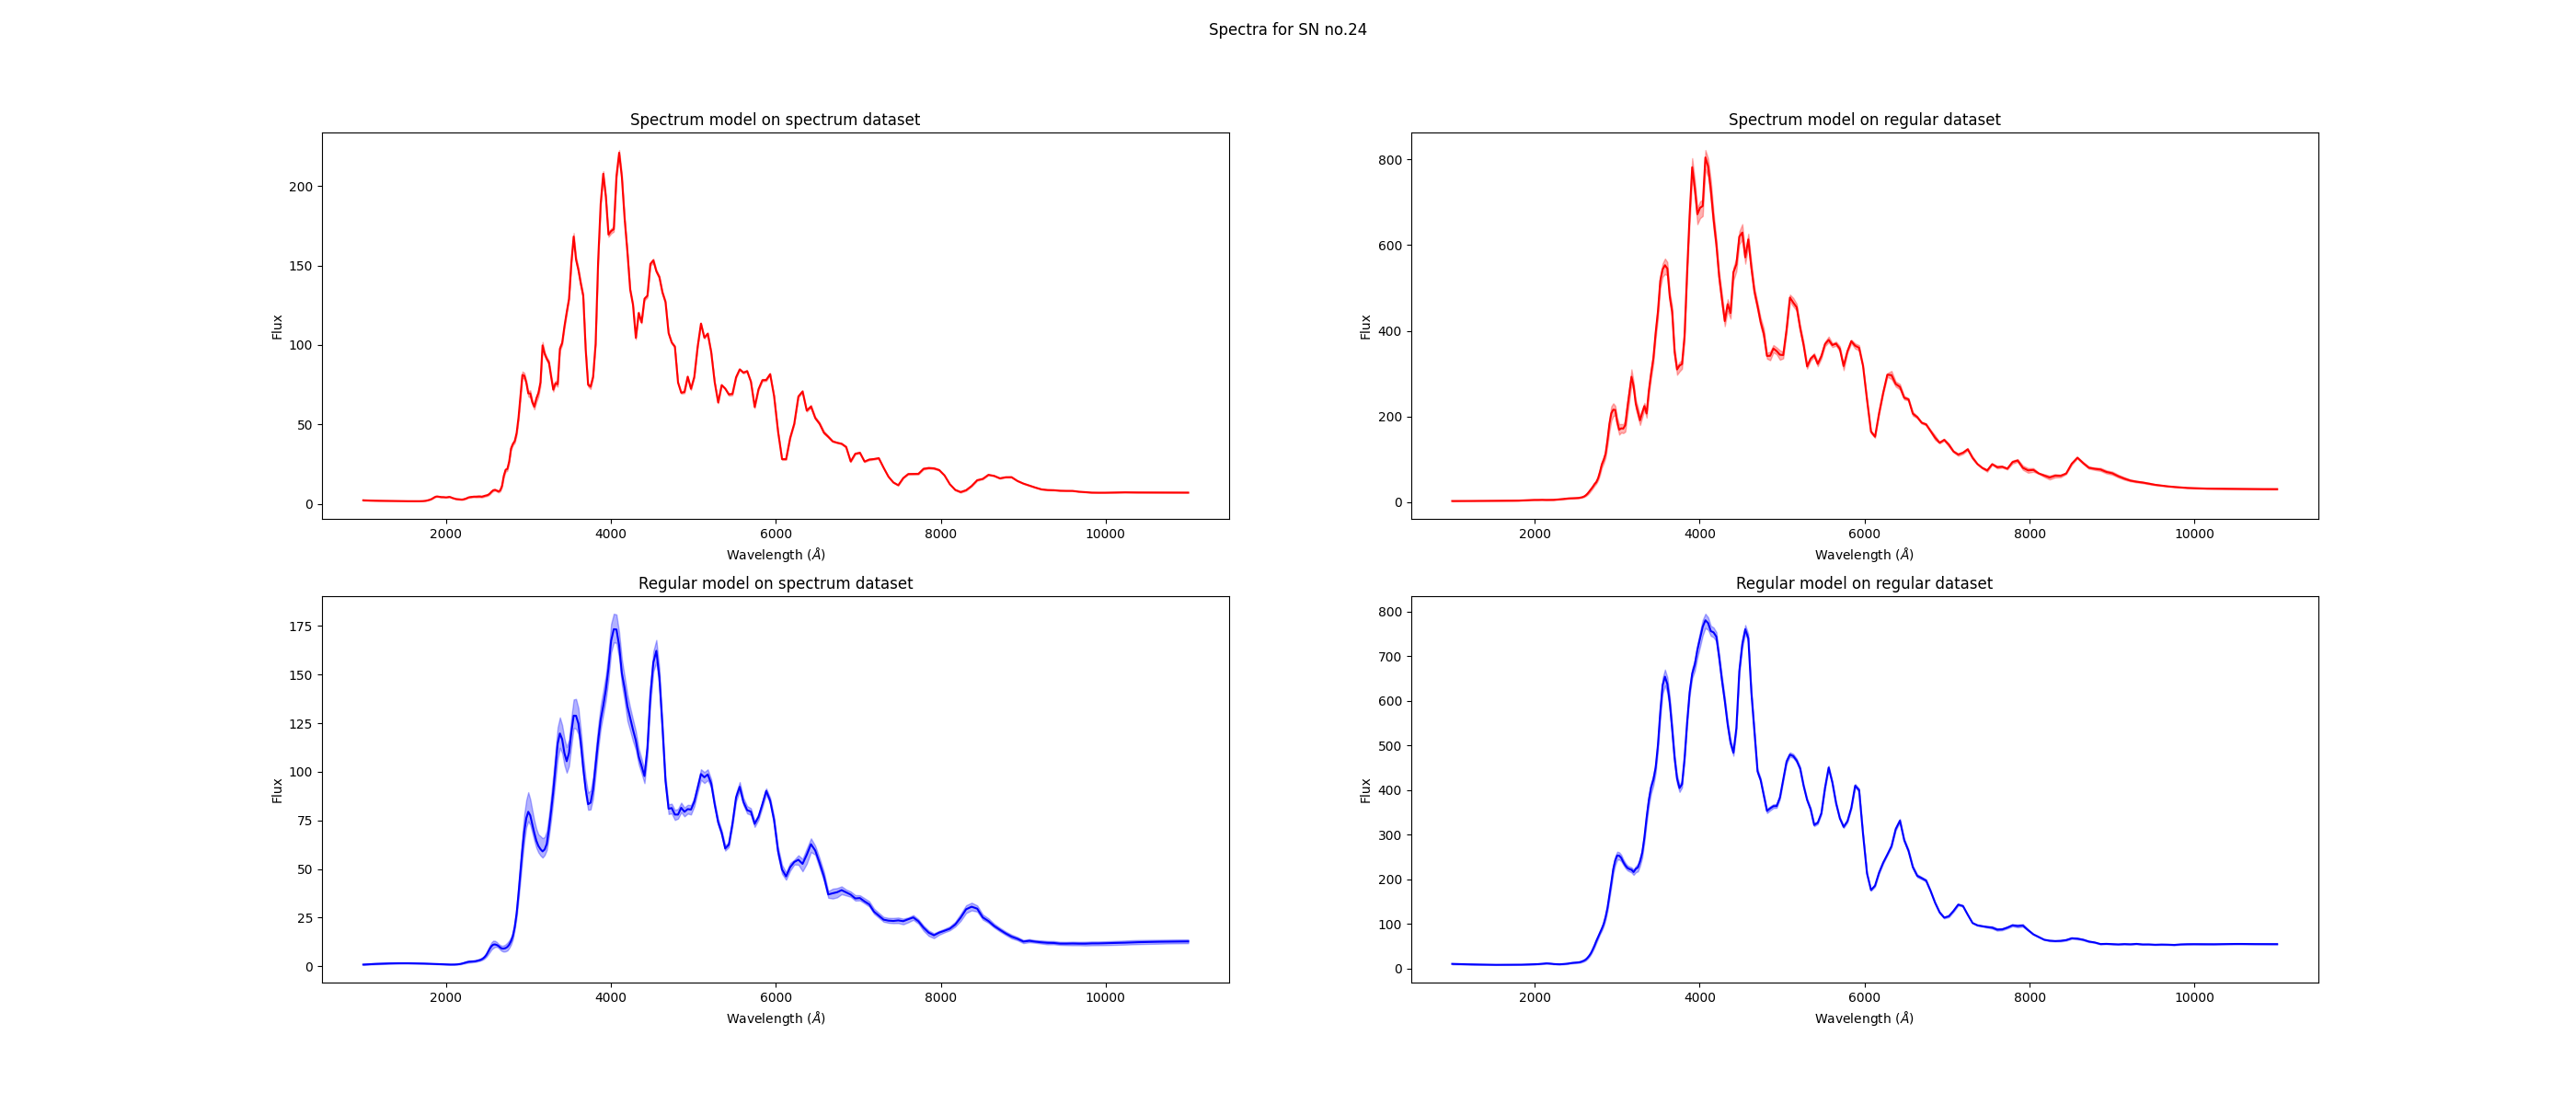 Spectra for SN no.24
Spectrum model on spectrum dataset
200
150
100
50
0
Flux
2000 4000 6000 8000 10000
Wavelength (Å)
Spectrum model on regular dataset
800
600
400
200
0
Flux
2000 4000 6000 8000 10000
Wavelength (Å)
Regular model on spectrum dataset
175
150
125
100
75
50
25
0
Flux
2000 4000 6000 8000 10000
Wavelength (Å)
Regular model on regular dataset
800
700
600
500
400
300
200
100
0
Flux
2000 4000 6000 8000 10000
Wavelength (Å)